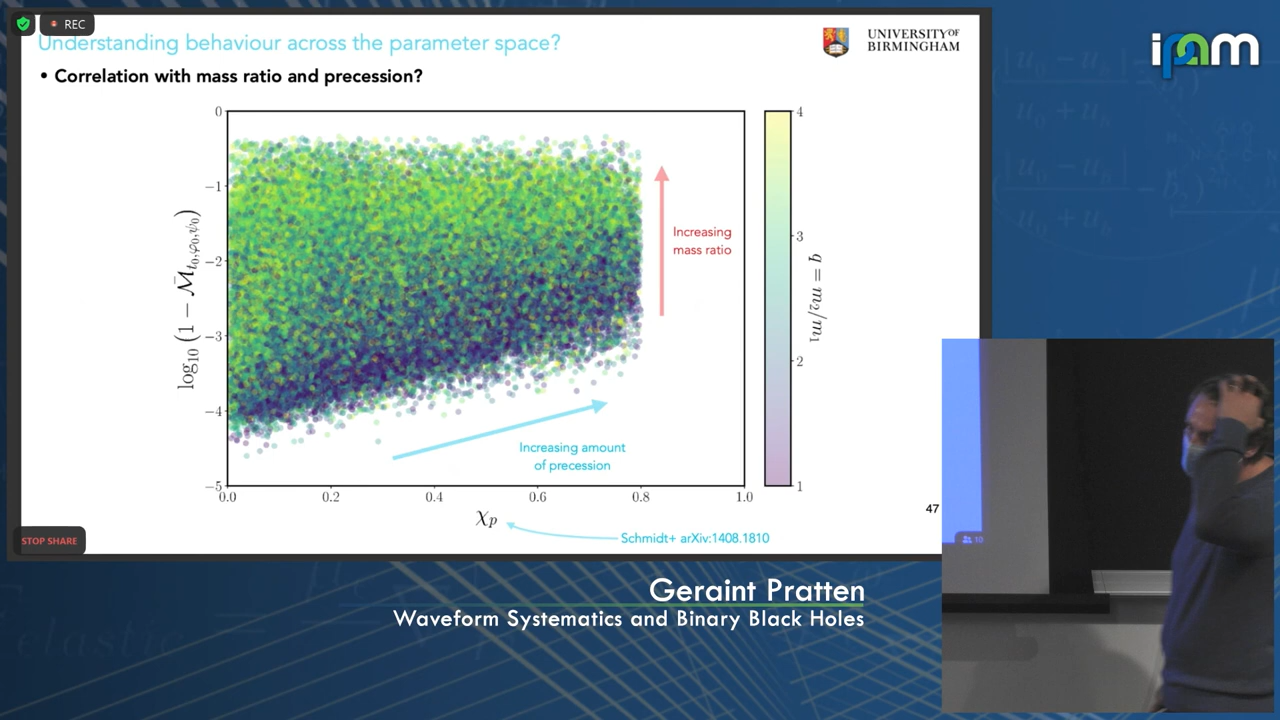 REC
Understanding behaviour across the parameter space?
UNIVERSITY OF
BIRMINGHAM
ipam
• Correlation with mass ratio and precession?
0
−1
−2
−3
−4
−5
log₁₀ (1 − M̄ t₀,φ₀,ψ₀)
0.0 0.2 0.4 0.6 0.8 1.0
χₚ
Increasing
mass ratio
Increasing amount
of precession
4
3
2
1
q = m₂/m₁
Schmidt+ arXiv:1408.1810
47
STOP SHARE
10
Geraint Pratten
Waveform Systematics and Binary Black Holes
elastic